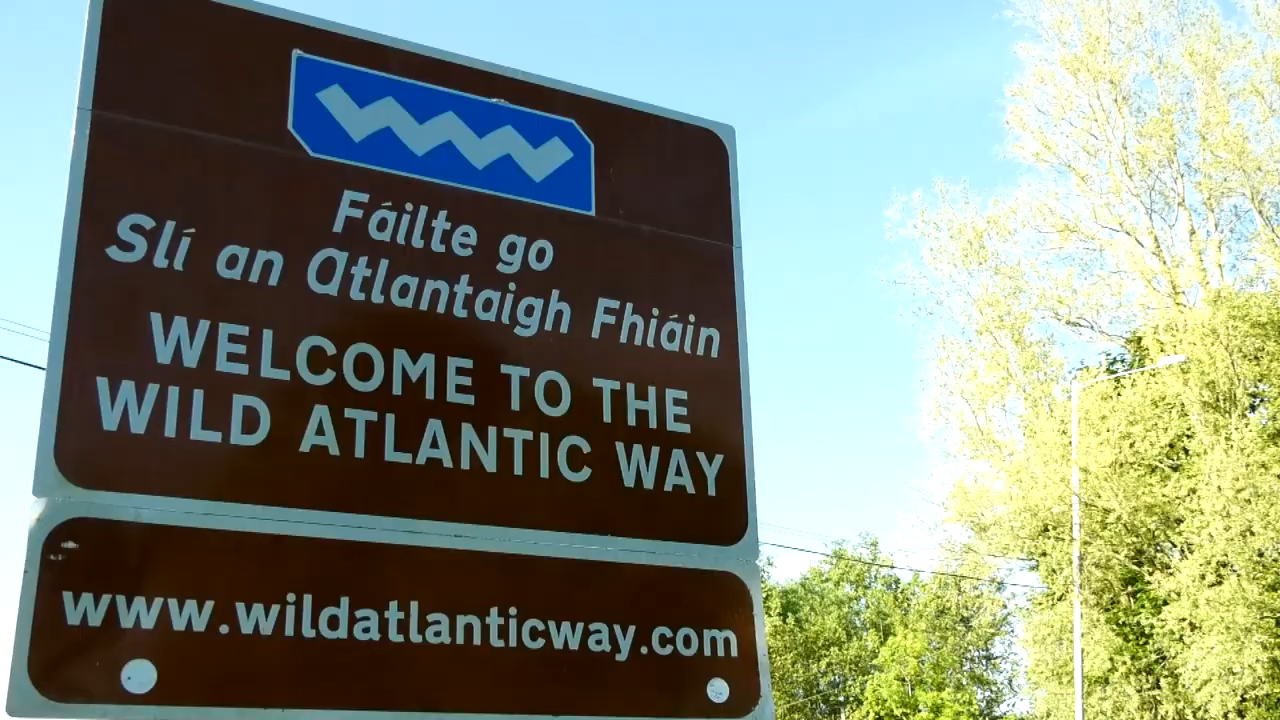 Fáilte go
Slí an Atlantaigh Fhiáin
WELCOME TO THE
WILD ATLANTIC WAY
www.wildatlanticway.com